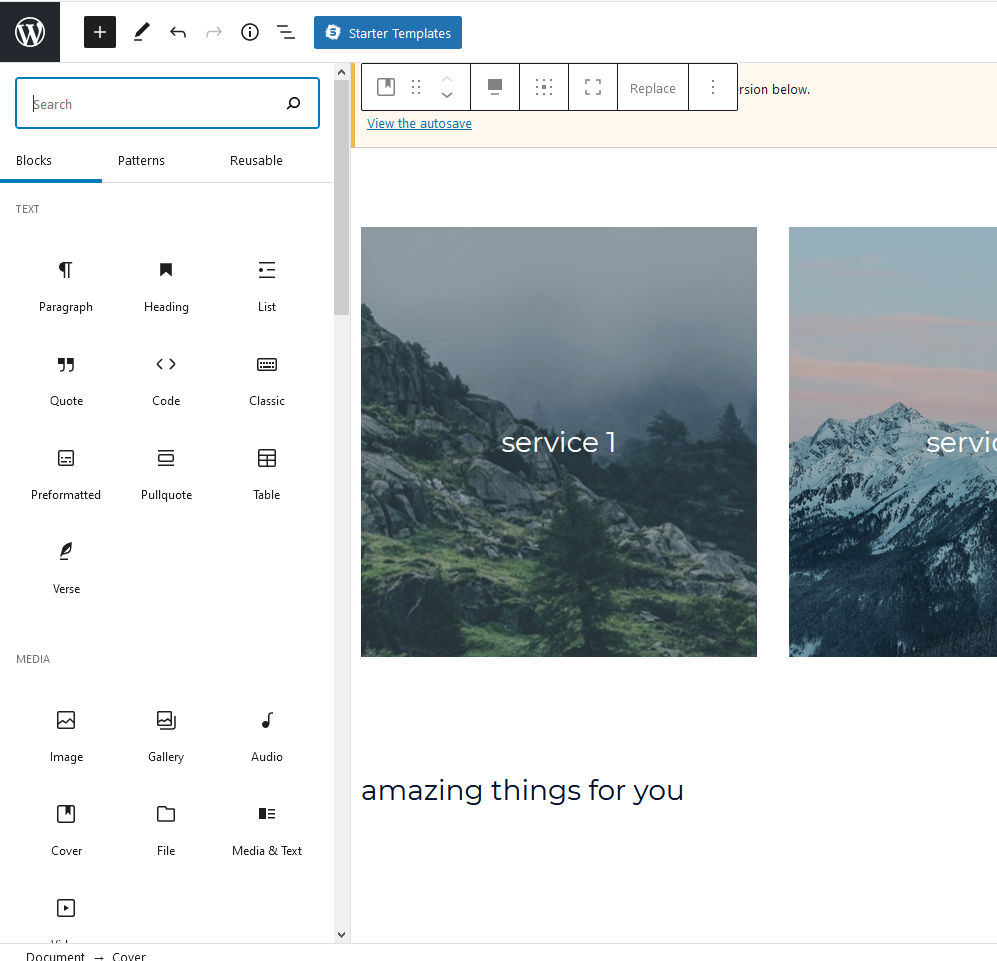 Starter Templates
Search
Blocks Patterns Reusable
TEXT
Paragraph Heading List
Quote Code Classic
Preformatted Pullquote Table
Verse
MEDIA
Image Gallery Audio
Cover File Media & Text
Replace
rsion below.
View the autosave
service 1
servic
amazing things for you
Document → Cover